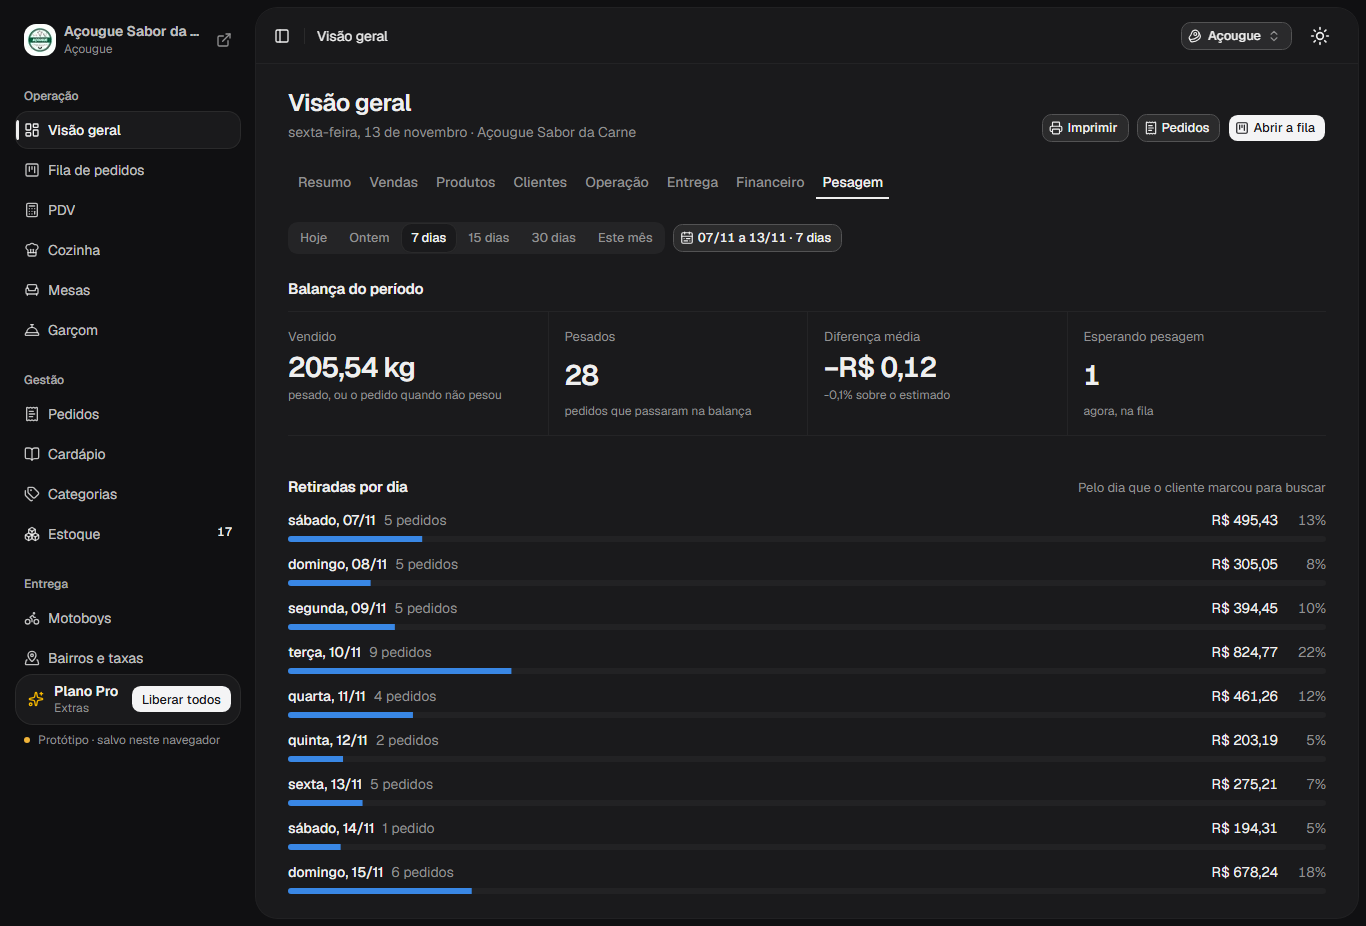 Açougue Sabor da ...
Açougue
Operação
Visão geral
Fila de pedidos
PDV
Cozinha
Mesas
Garçom
Gestão
Pedidos
Cardápio
Categorias
Estoque 17
Entrega
Motoboys
Bairros e taxas
Plano Pro
Extras
Liberar todos
Protótipo · salvo neste navegador
Visão geral
Açougue
Visão geral
sexta-feira, 13 de novembro · Açougue Sabor da Carne
Imprimir Pedidos Abrir a fila
Resumo Vendas Produtos Clientes Operação Entrega Financeiro Pesagem
Hoje Ontem 7 dias 15 dias 30 dias Este mês 07/11 a 13/11 · 7 dias
Balança do período
Vendido
205,54 kg
pesado, ou o pedido quando não pesou
Pesados
28
pedidos que passaram na balança
Diferença média
−R$ 0,12
-0,1% sobre o estimado
Esperando pesagem
1
agora, na fila
Retiradas por dia Pelo dia que o cliente marcou para buscar
sábado, 07/11 5 pedidos R$ 495,43 13%
domingo, 08/11 5 pedidos R$ 305,05 8%
segunda, 09/11 5 pedidos R$ 394,45 10%
terça, 10/11 9 pedidos R$ 824,77 22%
quarta, 11/11 4 pedidos R$ 461,26 12%
quinta, 12/11 2 pedidos R$ 203,19 5%
sexta, 13/11 5 pedidos R$ 275,21 7%
sábado, 14/11 1 pedido R$ 194,31 5%
domingo, 15/11 6 pedidos R$ 678,24 18%